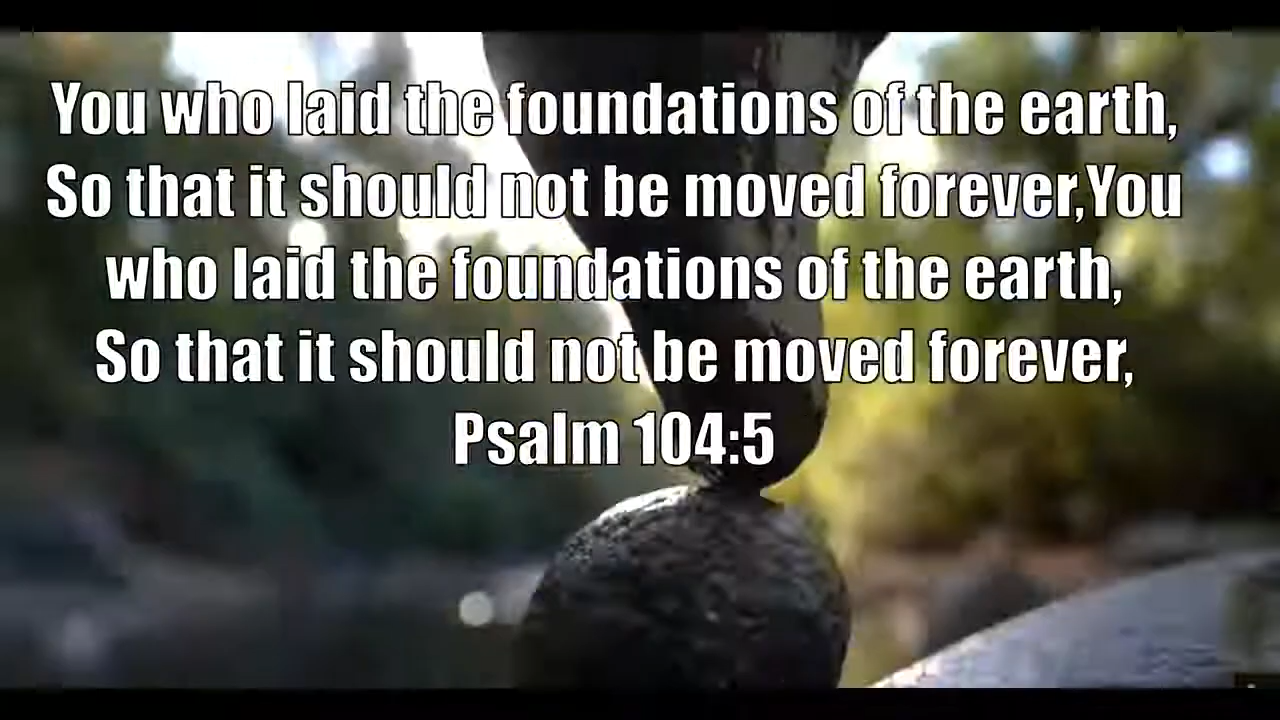 You who laid the foundations of the earth,
So that it should not be moved forever,You
who laid the foundations of the earth,
So that it should not be moved forever,
Psalm 104:5